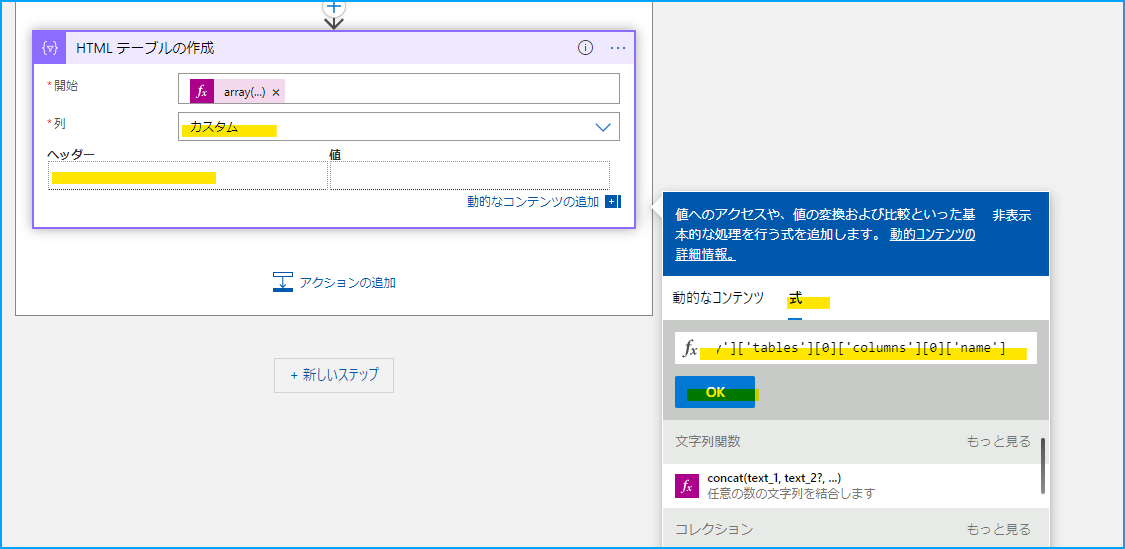 HTML テーブルの作成
* 開始
fx array(...) ×
* 列
カスタム
ヘッダー 値
動的なコンテンツの追加
アクションの追加
+ 新しいステップ
値へのアクセスや、値の変換および比較といった基
本的な処理を行う式を追加します。 動的コンテンツの
詳細情報。
非表示
動的なコンテンツ 式
fx y']['tables'][0]['columns'][0]['name']
OK
文字列関数 もっと見る
fx concat(text_1, text_2?, ...)
任意の数の文字列を結合します
コレクション もっと見る